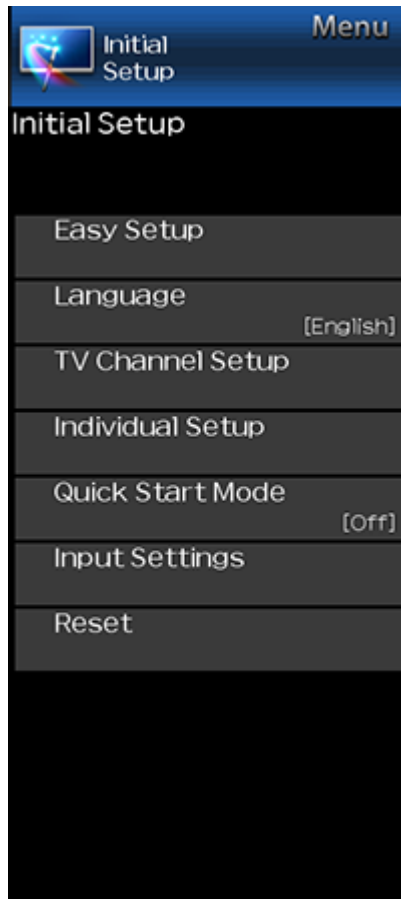 Menu
Initial
Setup
Initial Setup
Easy Setup
Language
[English]
TV Channel Setup
Individual Setup
Quick Start Mode
[Off]
Input Settings
Reset